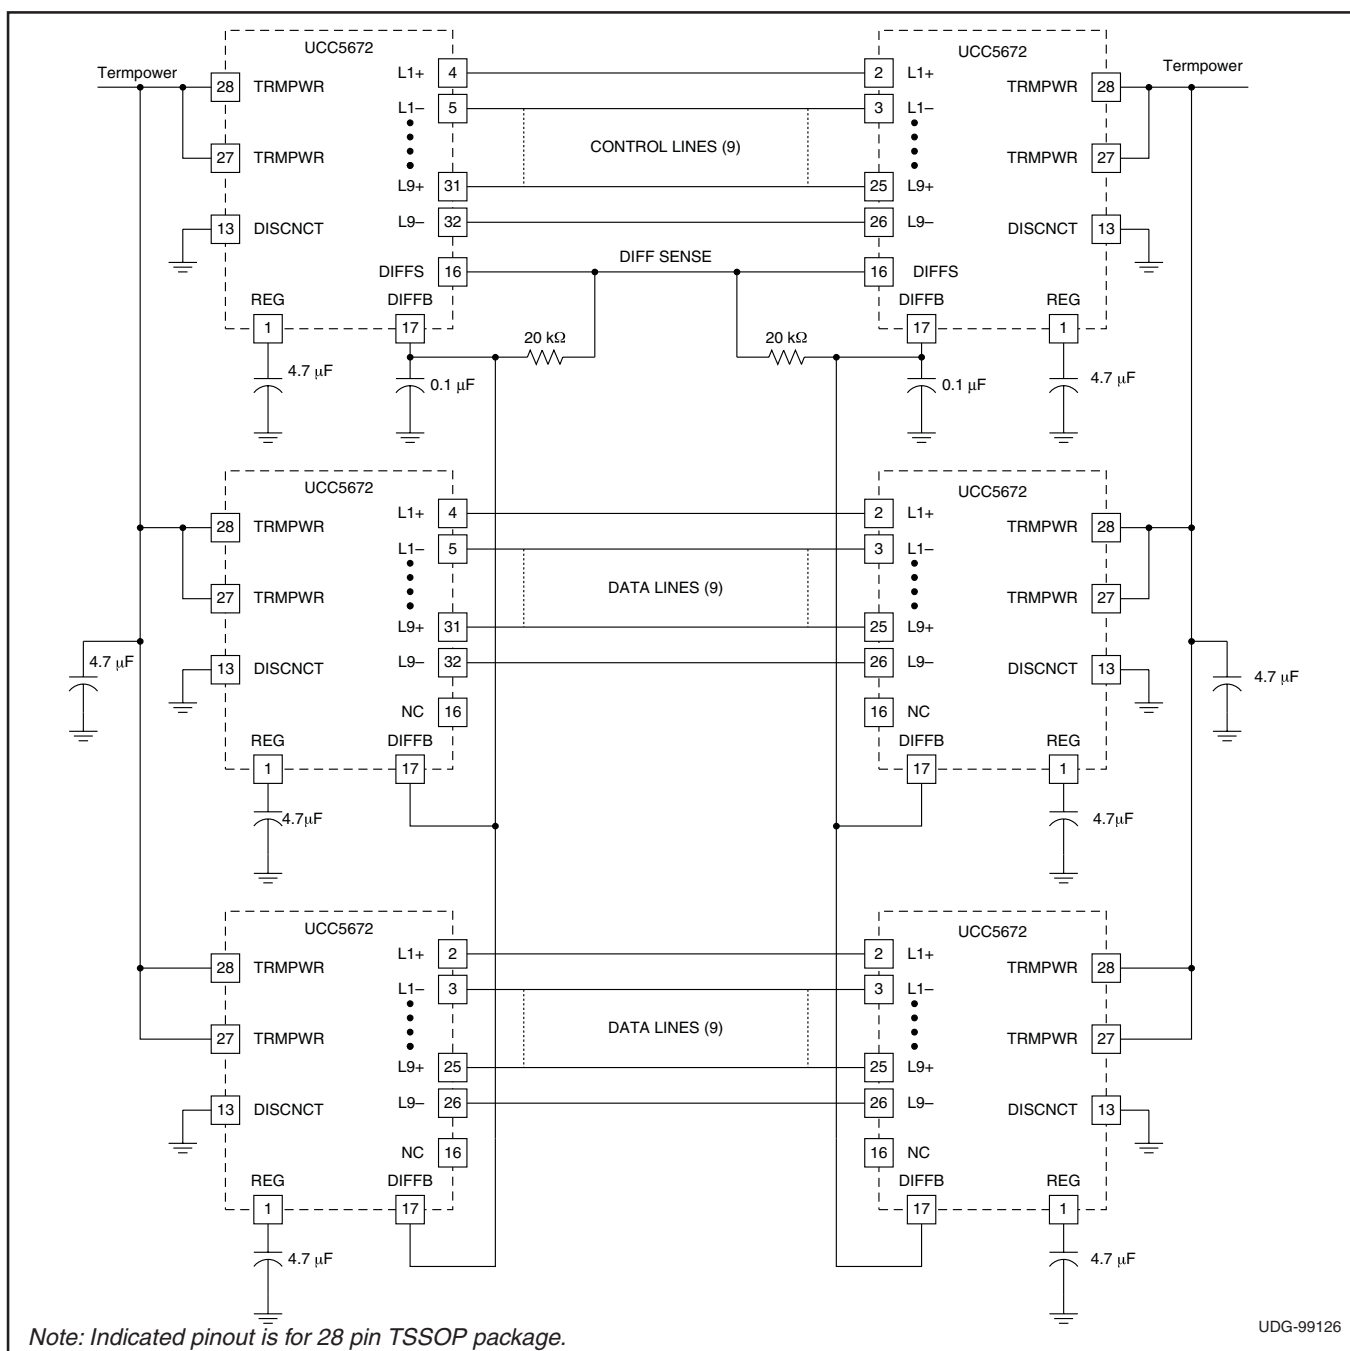 UCC5672
UCC5672
Termpower
Termpower
28 TRMPWR L1+ 4
2 L1+ TRMPWR 28
L1– 5
3 L1–
CONTROL LINES (9)
27 TRMPWR
TRMPWR 27
L9+ 31
25 L9+
13 DISCNCT L9– 32
26 L9– DISCNCT 13
DIFF SENSE
DIFFS 16
16 DIFFS
REG DIFFB
DIFFB REG
1 17
17 1
20 kΩ
20 kΩ
4.7 µF 0.1 µF
0.1 µF 4.7 µF
UCC5672
UCC5672
28 TRMPWR L1+ 4
2 L1+ TRMPWR 28
L1– 5
3 L1–
DATA LINES (9)
27 TRMPWR
TRMPWR 27
L9+ 31
25 L9+
4.7 µF
13 DISCNCT L9– 32
26 L9– DISCNCT 13
4.7 µF
NC 16
16 NC
REG DIFFB
DIFFB REG
1 17
17 1
4.7µF
4.7µF
UCC5672
UCC5672
28 TRMPWR L1+ 2
2 L1+ TRMPWR 28
L1– 3
3 L1–
DATA LINES (9)
27 TRMPWR
TRMPWR 27
L9+ 25
25 L9+
13 DISCNCT L9– 26
26 L9– DISCNCT 13
NC 16
16 NC
REG DIFFB
DIFFB REG
1 17
17 1
4.7 µF
4.7 µF
Note: Indicated pinout is for 28 pin TSSOP package.
UDG-99126